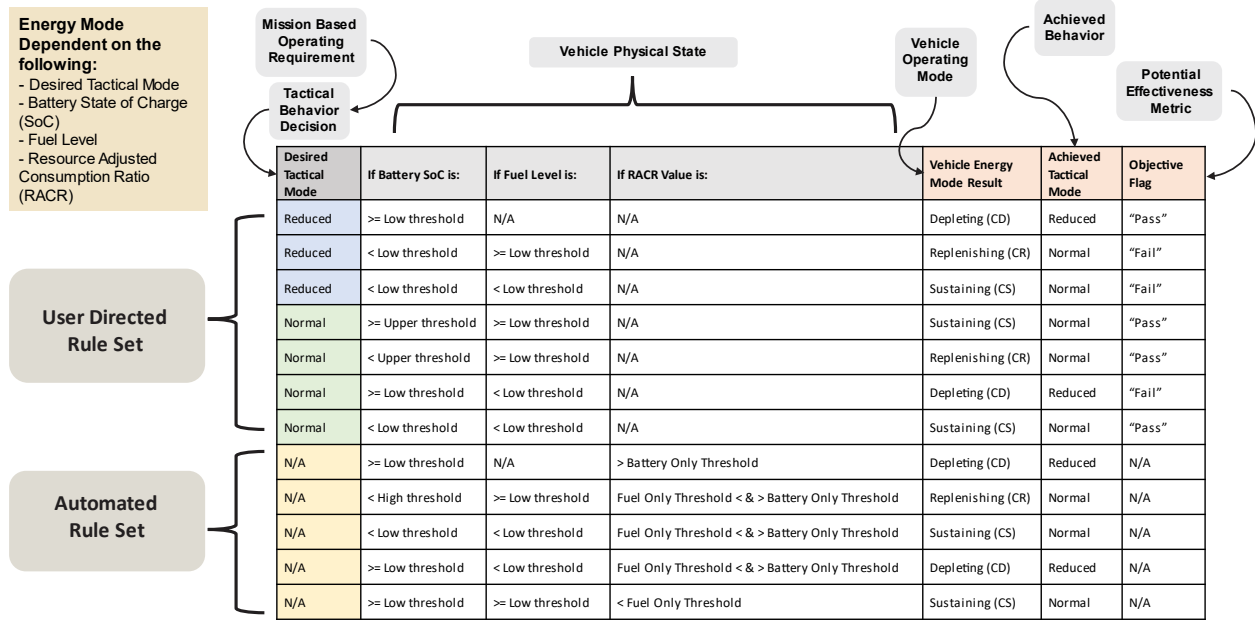 Energy Mode
Dependent on the
following:
- Desired Tactical Mode
- Battery State of Charge
(SoC)
- Fuel Level
- Resource Adjusted
Consumption Ratio
(RACR)
Mission Based
Operating
Requirement
Tactical
Behavior
Decision
Vehicle Physical State
Vehicle
Operating
Mode
Achieved
Behavior
Potential
Effectiveness
Metric
User Directed
Rule Set
Automated
Rule Set
Desired
Tactical
Mode
If Battery SoC is:
If Fuel Level is:
If RACR Value is:
Vehicle Energy
Mode Result
Achieved
Tactical
Mode
Objective
Flag
Reduced >= Low threshold N/A N/A Depleting (CD) Reduced “Pass”
Reduced < Low threshold >= Low threshold N/A Replenishing (CR) Normal “Fail”
Reduced < Low threshold < Low threshold N/A Sustaining (CS) Normal “Fail”
Normal >= Upper threshold >= Low threshold N/A Sustaining (CS) Normal “Pass”
Normal < Upper threshold >= Low threshold N/A Replenishing (CR) Normal “Pass”
Normal >= Low threshold < Low threshold N/A Depleting (CD) Reduced “Fail”
Normal < Low threshold < Low threshold N/A Sustaining (CS) Normal “Pass”
N/A >= Low threshold N/A > Battery Only Threshold Depleting (CD) Reduced N/A
N/A < High threshold >= Low threshold Fuel Only Threshold < & > Battery Only Threshold Replenishing (CR) Normal N/A
N/A < Low threshold < Low threshold Fuel Only Threshold < & > Battery Only Threshold Sustaining (CS) Normal N/A
N/A >= Low threshold < Low threshold Fuel Only Threshold < & > Battery Only Threshold Depleting (CD) Reduced N/A
N/A >= Low threshold >= Low threshold < Fuel Only Threshold Sustaining (CS) Normal N/A